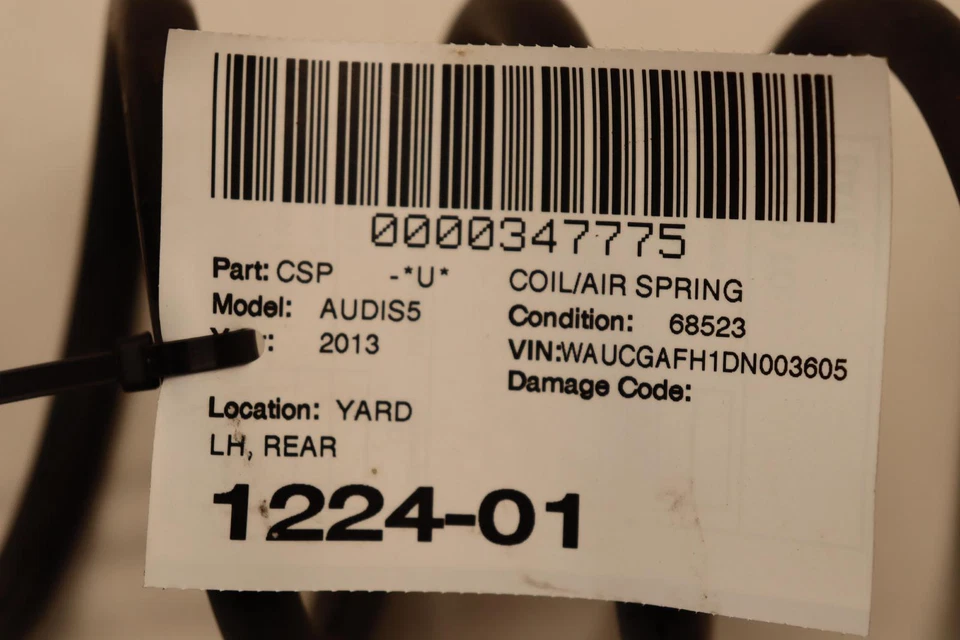 0000347775
Part: CSP -*U* COIL/AIR SPRING
Model: AUDIS5 Condition: 68523
2013 VIN:WAUCGAFH1DN003605
Damage Code:
Location: YARD
LH, REAR
1224-01